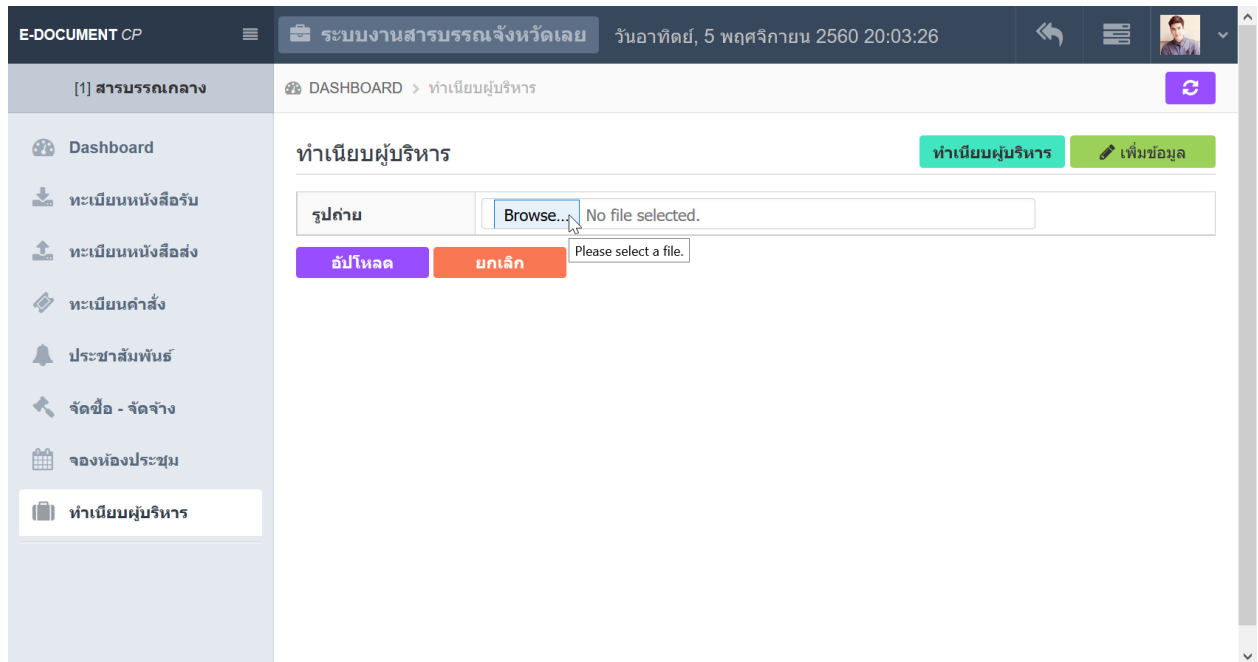 E-DOCUMENT CP
ระบบงานสารบรรณจังหวัดเลย
วันอาทิตย์, 5 พฤศจิกายน 2560 20:03:26
[1] สารบรรณกลาง
DASHBOARD > ทำเนียบผู้บริหาร
Dashboard
ทะเบียนหนังสือรับ
ทะเบียนหนังสือส่ง
ทะเบียนคำสั่ง
ประชาสัมพันธ์
จัดซื้อ - จัดจ้าง
จองห้องประชุม
ทำเนียบผู้บริหาร
ทำเนียบผู้บริหาร
ทำเนียบผู้บริหาร
เพิ่มข้อมูล
รูปถ่าย
Browse... No file selected.
Please select a file.
อัปโหลด
ยกเลิก